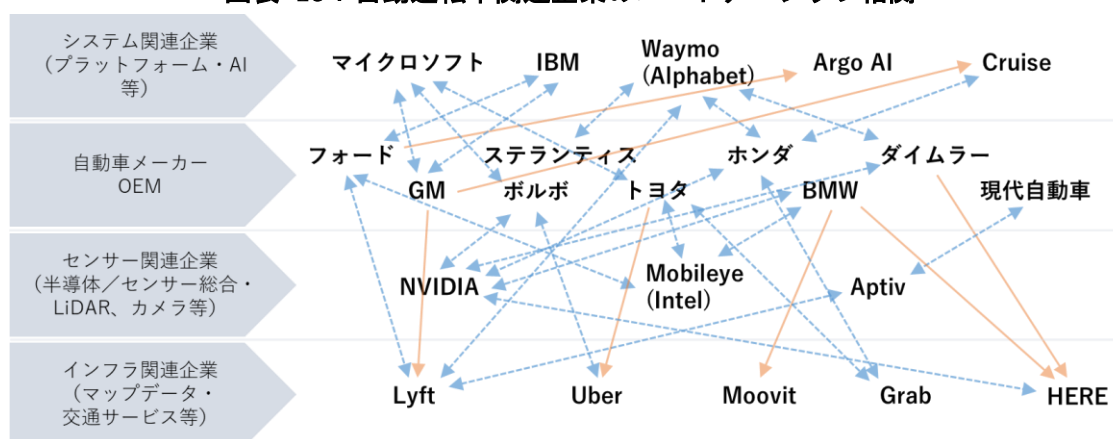 システム関連企業
（プラットフォーム・AI
等）
マイクロソフト
IBM
Waymo
(Alphabet)
Argo AI
Cruise
自動車メーカー
OEM
フォード
ステランティス
ホンダ
ダイムラー
GM
ボルボ
トヨタ
BMW
現代自動車
センサー関連企業
（半導体／センサー総合・
LiDAR、カメラ等）
NVIDIA
Mobileye
(Intel)
Aptiv
インフラ関連企業
（マップデータ・
交通サービス等）
Lyft
Uber
Moovit
Grab
HERE